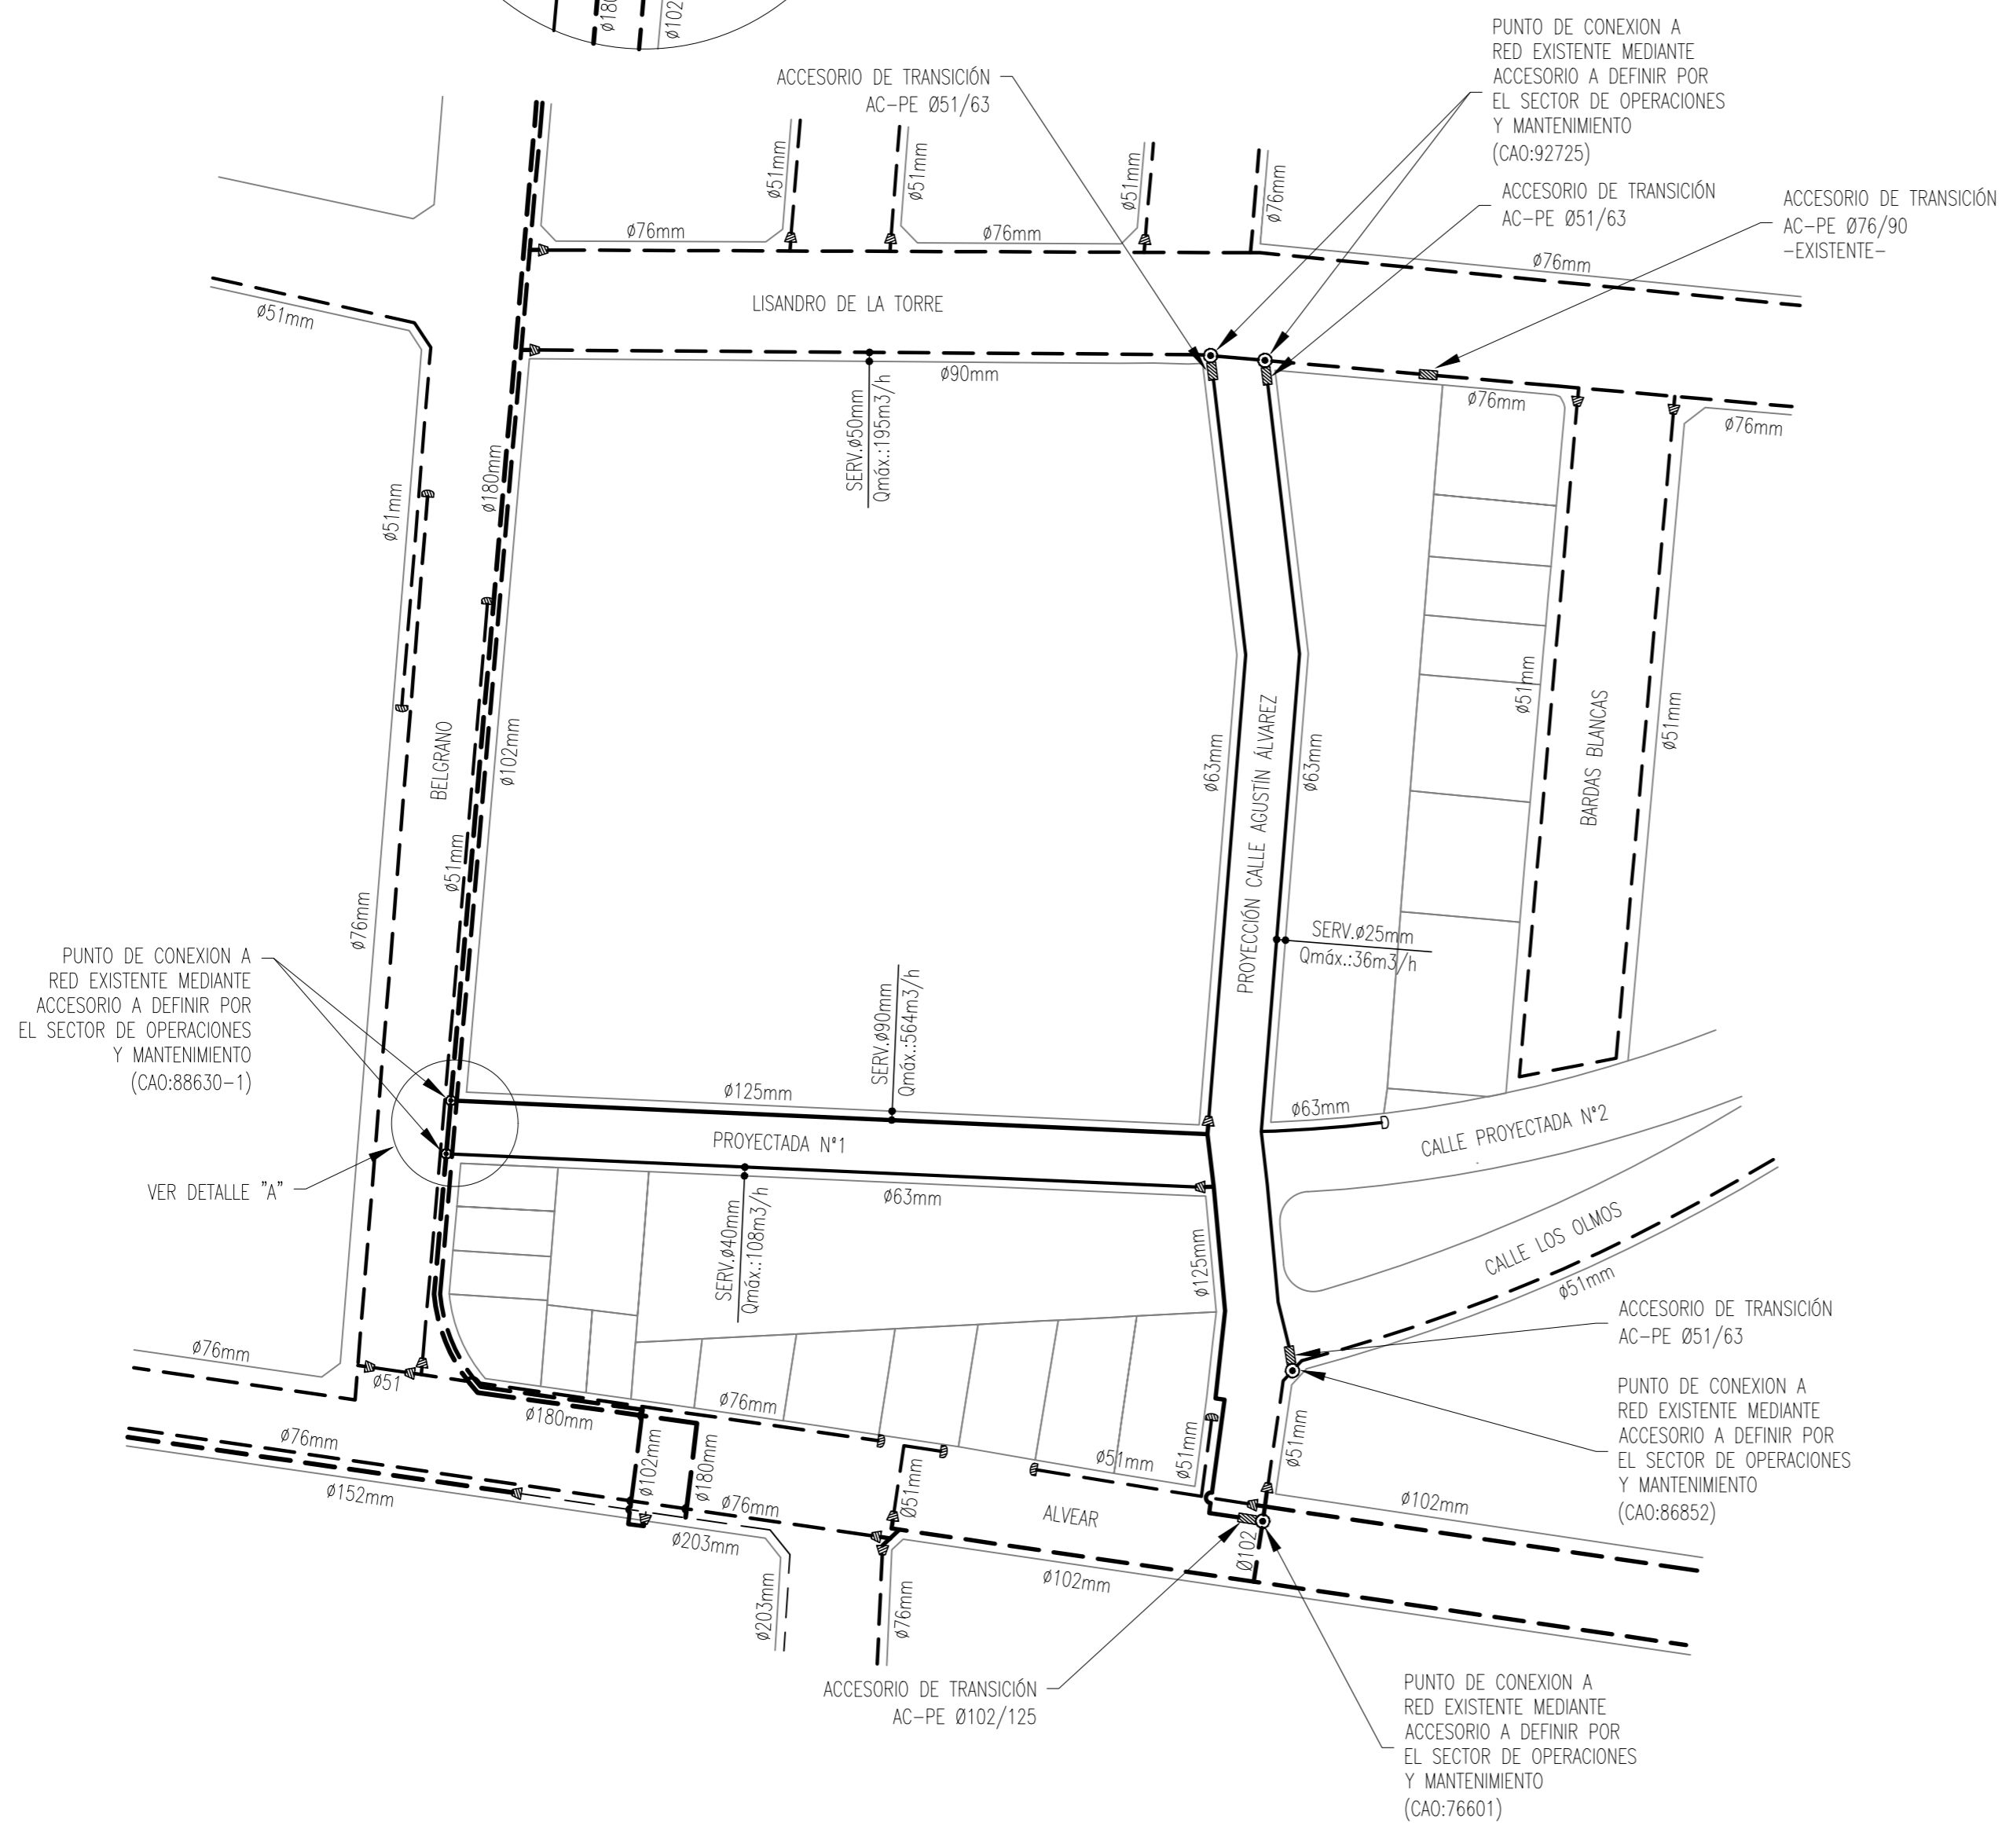 ø180
ø102
PUNTO DE CONEXION A
RED EXISTENTE MEDIANTE
ACCESORIO A DEFINIR POR
EL SECTOR DE OPERACIONES
Y MANTENIMIENTO
(CAO:92725)
ACCESORIO DE TRANSICIÓN
AC-PE Ø51/63
ACCESORIO DE TRANSICIÓN
AC-PE Ø51/63
ACCESORIO DE TRANSICIÓN
AC-PE Ø76/90
-EXISTENTE-
ø51mm
ø51mm
ø51mm
ø76mm
ø76mm
ø76mm
ø76mm
LISANDRO DE LA TORRE
ø51mm
ø90mm
ø76mm
ø76mm
SERV.ø50mm
Qmáx.:195m3/h
ø180mm
ø51mm
ø102mm
BELGRANO
ø51mm
ø76mm
ø63mm
PROYECCIÓN CALLE AGUSTÍN ÁLVAREZ
ø63mm
ø51mm
BARDAS BLANCAS
ø51mm
SERV.ø25mm
Qmáx.:36m3/h
PUNTO DE CONEXION A
RED EXISTENTE MEDIANTE
ACCESORIO A DEFINIR POR
EL SECTOR DE OPERACIONES
Y MANTENIMIENTO
(CAO:88630-1)
SERV.ø90mm
Qmáx.:564m3/h
ø125mm
ø63mm
PROYECTADA N°1
CALLE PROYECTADA N°2
VER DETALLE "A"
ø63mm
SERV.ø40mm
Qmáx.:108m3/h
ø125mm
CALLE LOS OLMOS
ø51mm
ACCESORIO DE TRANSICIÓN
AC-PE Ø51/63
ø76mm
ø51
ø76mm
ø180mm
PUNTO DE CONEXION A
RED EXISTENTE MEDIANTE
ACCESORIO A DEFINIR POR
EL SECTOR DE OPERACIONES
Y MANTENIMIENTO
(CAO:86852)
ø76mm
ø102mm
ø180mm
ø51mm
ø51mm
ø51mm
ø152mm
ø76mm
Ø51mm
ALVEAR
ø102mm
ø203mm
Ø102
ø102mm
ø203mm
ø76mm
ACCESORIO DE TRANSICIÓN
AC-PE Ø102/125
PUNTO DE CONEXION A
RED EXISTENTE MEDIANTE
ACCESORIO A DEFINIR POR
EL SECTOR DE OPERACIONES
Y MANTENIMIENTO
(CAO:76601)